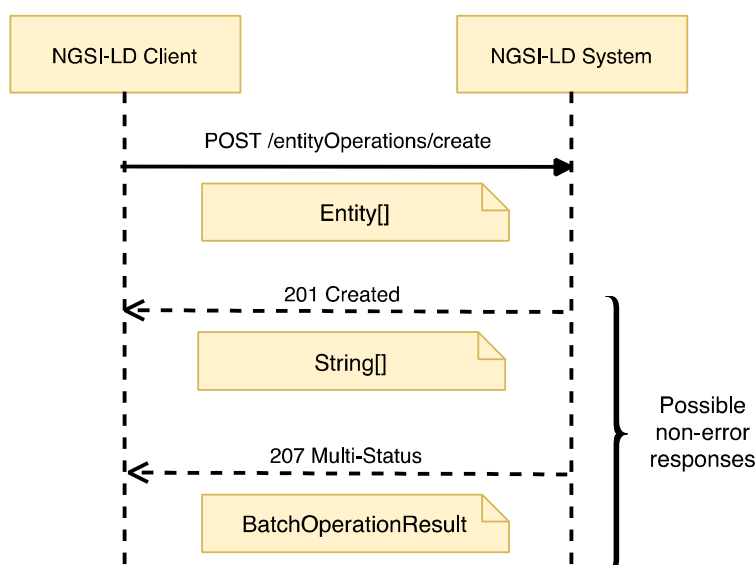 NGSI-LD Client
NGSI-LD System
POST /entityOperations/create
Entity[]
201 Created
String[]
Possible
non-error
responses
207 Multi-Status
BatchOperationResult